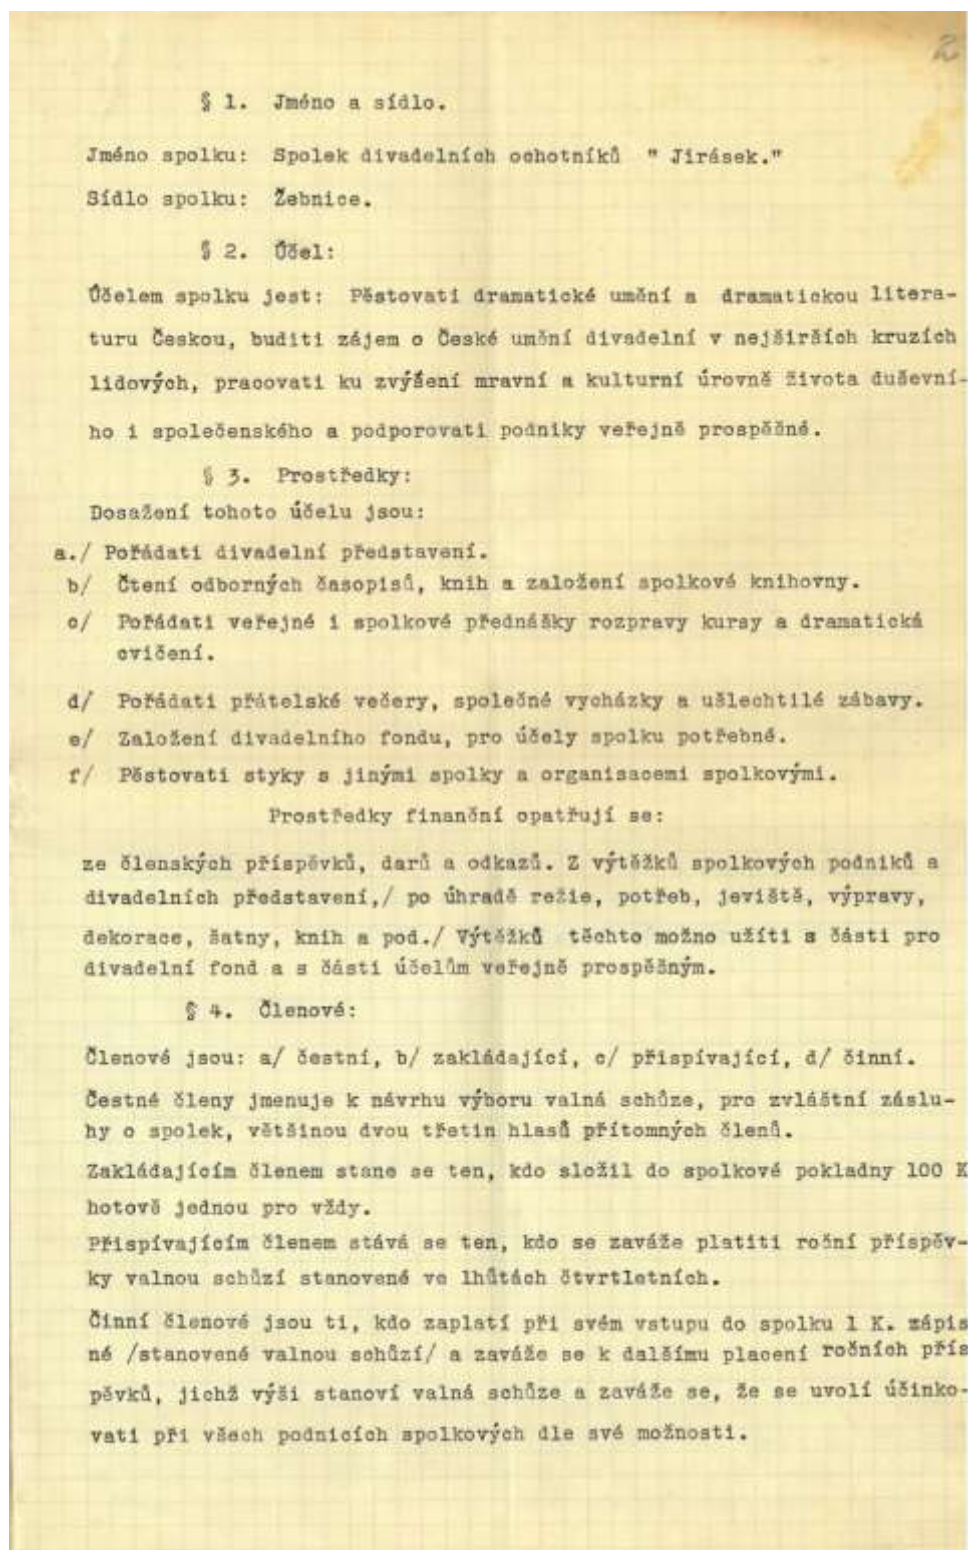 2
§ 1. Jméno a sídlo.
Jméno spolku: Spolek divadelních ochotníků " Jirásek."
Sídlo spolku: Žebnice.
§ 2. Účel:
Účelem spolku jest: Pěstovati dramatické umění a dramatickou litera-
turu Českou, buditi zájem o České umění divadelní v nejširších kruzích
lidových, pracovati ku zvýšení mravní a kulturní úrovně života duševní-
ho i společenského a podporovati podniky veřejně prospěšné.
§ 3. Prostředky:
Dosažení tohoto účelu jsou:
a./ Pořádati divadelní představení.
b/ Čtení odborných časopisů, knih a založení spolkové knihovny.
c/ Pořádati veřejné i spolkové přednášky rozpravy kursy a dramatická
cvičení.
d/ Pořádati přátelské večery, společné vycházky a ušlechtilé zábavy.
e/ Založení divadelního fondu, pro účely spolku potřebné.
f/ Pěstovati styky s jinými spolky a organisacemi spolkovými.
Prostředky finanční opatřují se:
ze členských příspěvků, darů a odkazů. Z výtěžků spolkových podniků a
divadelních představení,/ po úhradě režie, potřeb, jeviště, výpravy,
dekorace, šatny, knih a pod./ Výtěžků těchto možno užíti s části pro
divadelní fond a s části účelům veřejně prospěšným.
§ 4. Členové:
Členové jsou: a/ čestní, b/ zakládající, c/ přispívající, d/ činní.
Čestné členy jmenuje k návrhu výboru valná schůze, pro zvláštní záslu-
hy o spolek, většinou dvou třetin hlasů přítomných členů.
Zakládajícím členem stane se ten, kdo složil do spolkové pokladny 100 K
hotově jednou pro vždy.
Přispívajícím členem stává se ten, kdo se zaváže platiti roční příspěv-
ky valnou schůzí stanovené ve lhůtách čtvrtletních.
Činní členové jsou ti, kdo zaplatí při svém vstupu do spolku 1 K. zápis
né /stanovené valnou schůzí/ a zaváže se k dalšímu placení ročních přís
pěvků, jichž výši stanoví valná schůze a zaváže se, že se uvolí účinko-
vati při všech podnicích spolkových dle své možnosti.